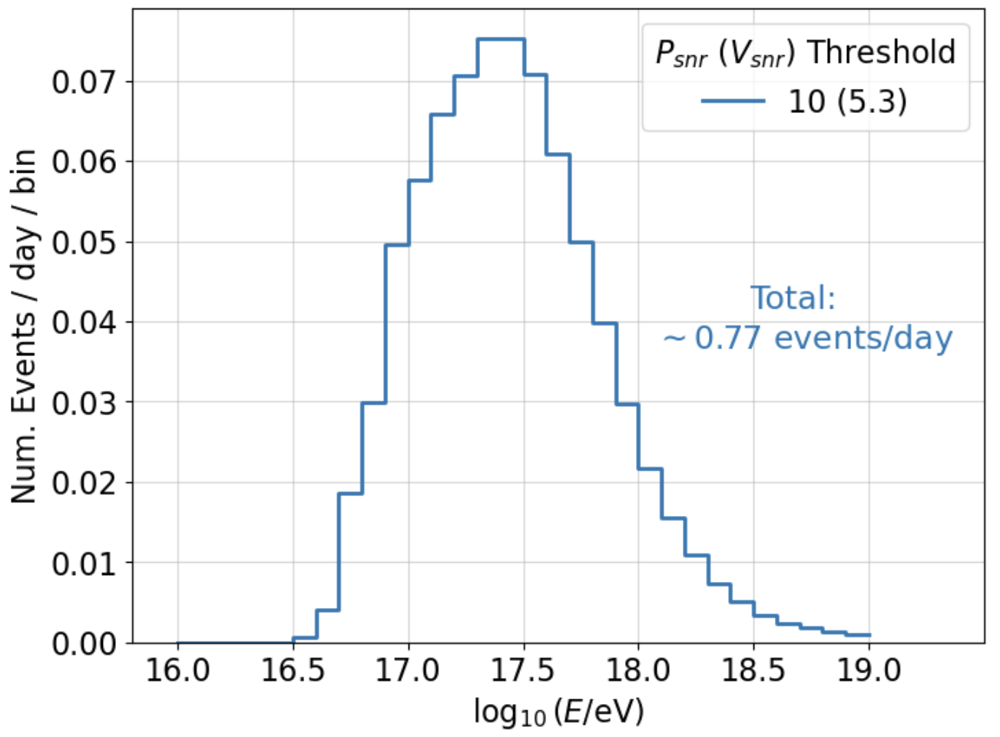 P_snr (V_snr) Threshold
10 (5.3)
Total:
~ 0.77 events/day
Num. Events / day / bin
0.07
0.06
0.05
0.04
0.03
0.02
0.01
0.00
16.0 16.5 17.0 17.5 18.0 18.5 19.0
log₁₀ (E/eV)